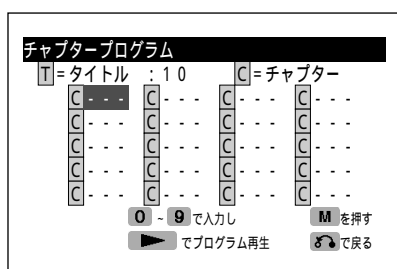 チャプタープログラム
T=タイトル :10 C=チャプター
C--- C--- C--- C---
C--- C--- C--- C---
C--- C--- C--- C---
C--- C--- C--- C---
C--- C--- C--- C---
0 ~ 9 で入力し M を押す
▶ でプログラム再生 で戻る